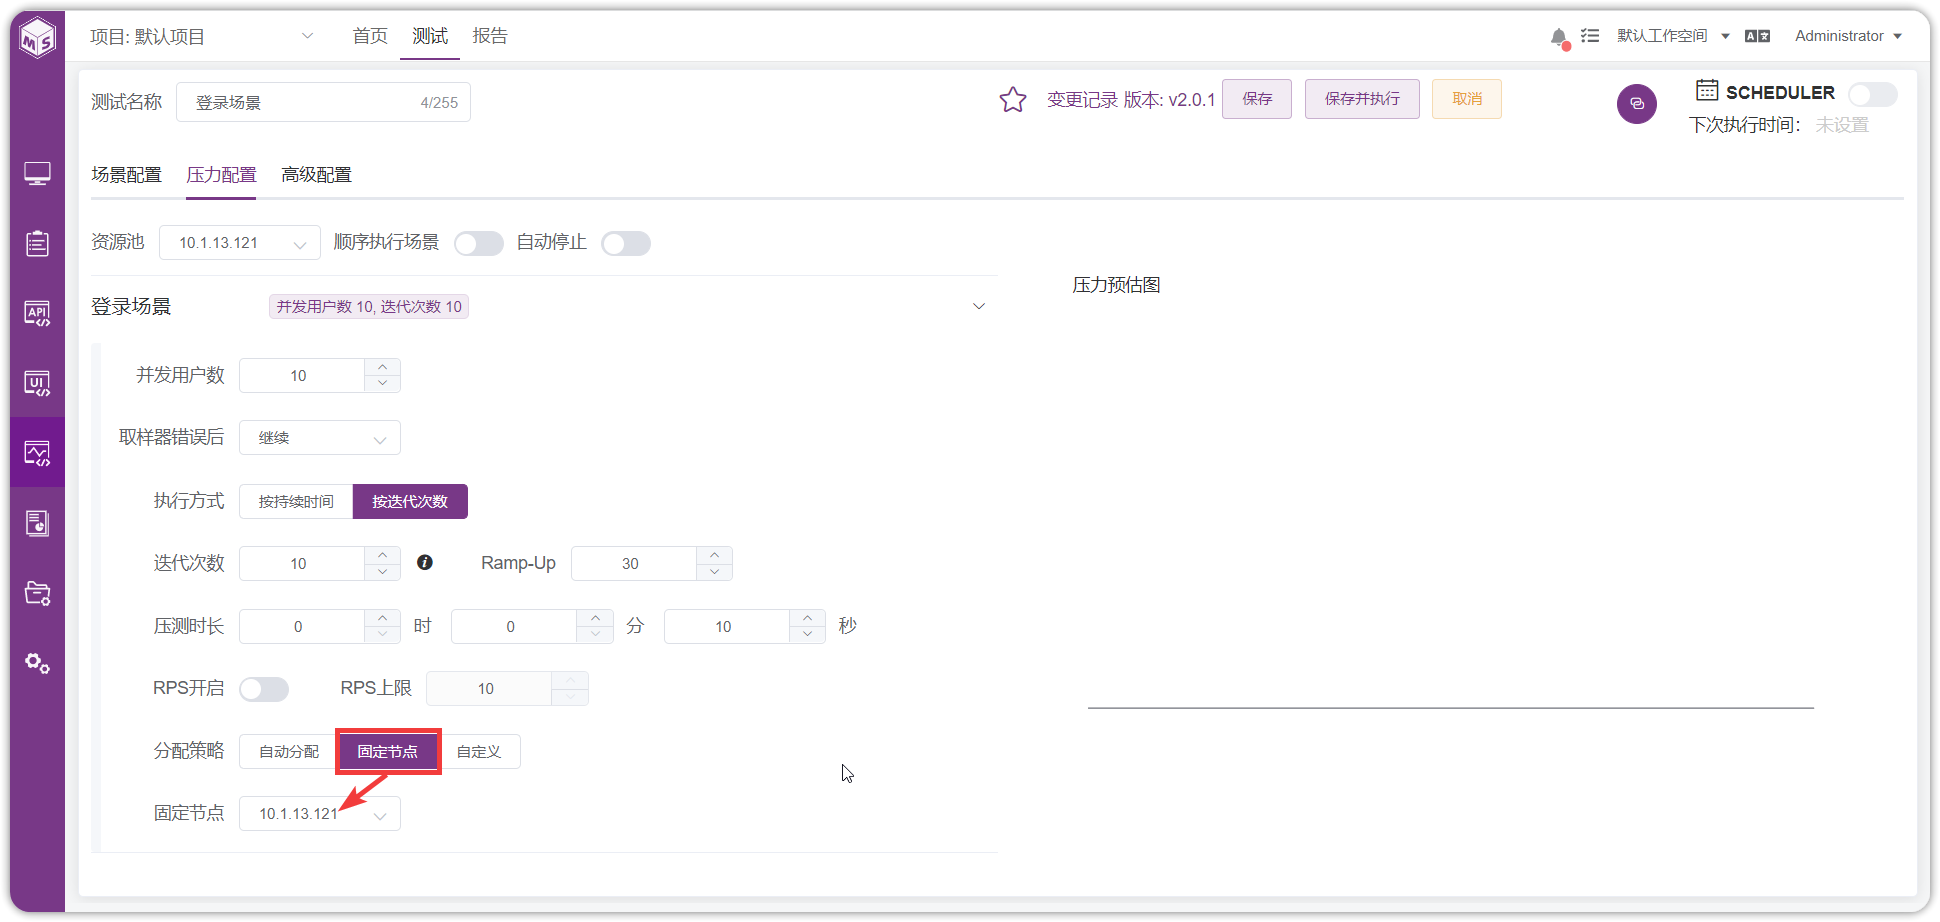 MS
项目: 默认项目 首页 测试 报告 默认工作空间 Administrator
测试名称 登录场景 4/255 变更记录 版本: v2.0.1 保存 保存并执行 取消 SCHEDULER
下次执行时间： 未设置
场景配置 压力配置 高级配置
资源池 10.1.13.121 顺序执行场景 自动停止
压力预估图
登录场景 并发用户数 10, 迭代次数 10
API
UI
并发用户数 10
取样器错误后 继续
执行方式 按持续时间 按迭代次数
迭代次数 10 Ramp-Up 30
压测时长 0 时 0 分 10 秒
RPS开启 RPS上限 10
分配策略 自动分配 固定节点 自定义
固定节点 10.1.13.121